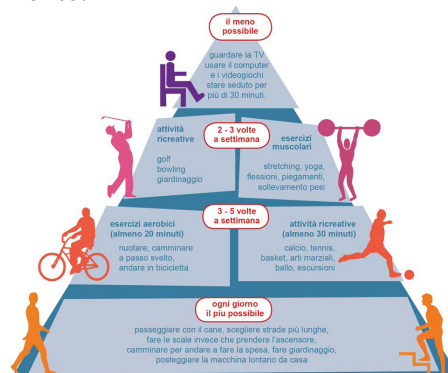 il meno
possibile
guardare la TV
usare il computer
e i videogiochi
stare seduto per
più di 30 minuti.
2 - 3 volte
a settimana
attività
ricreative
golf
bowling
giardinaggio
esercizi
muscolari
stretching, yoga,
flessioni, piegamenti,
sollevamento pesi
3 - 5 volte
a settimana
esercizi aerobici
(almeno 20 minuti)
nuotare, camminare
a passo svelto,
andare in bicicletta
attività ricreative
(almeno 30 minuti)
calcio, tennis,
basket, arti marziali,
ballo, escursioni
ogni giorno
il piu possibile
passeggiare con il cane, scegliere strade più lunghe,
fare le scale invece che prendere l'ascensore,
camminare per andare a fare la spesa, fare giardinaggio,
posteggiare la macchina lontano da casa